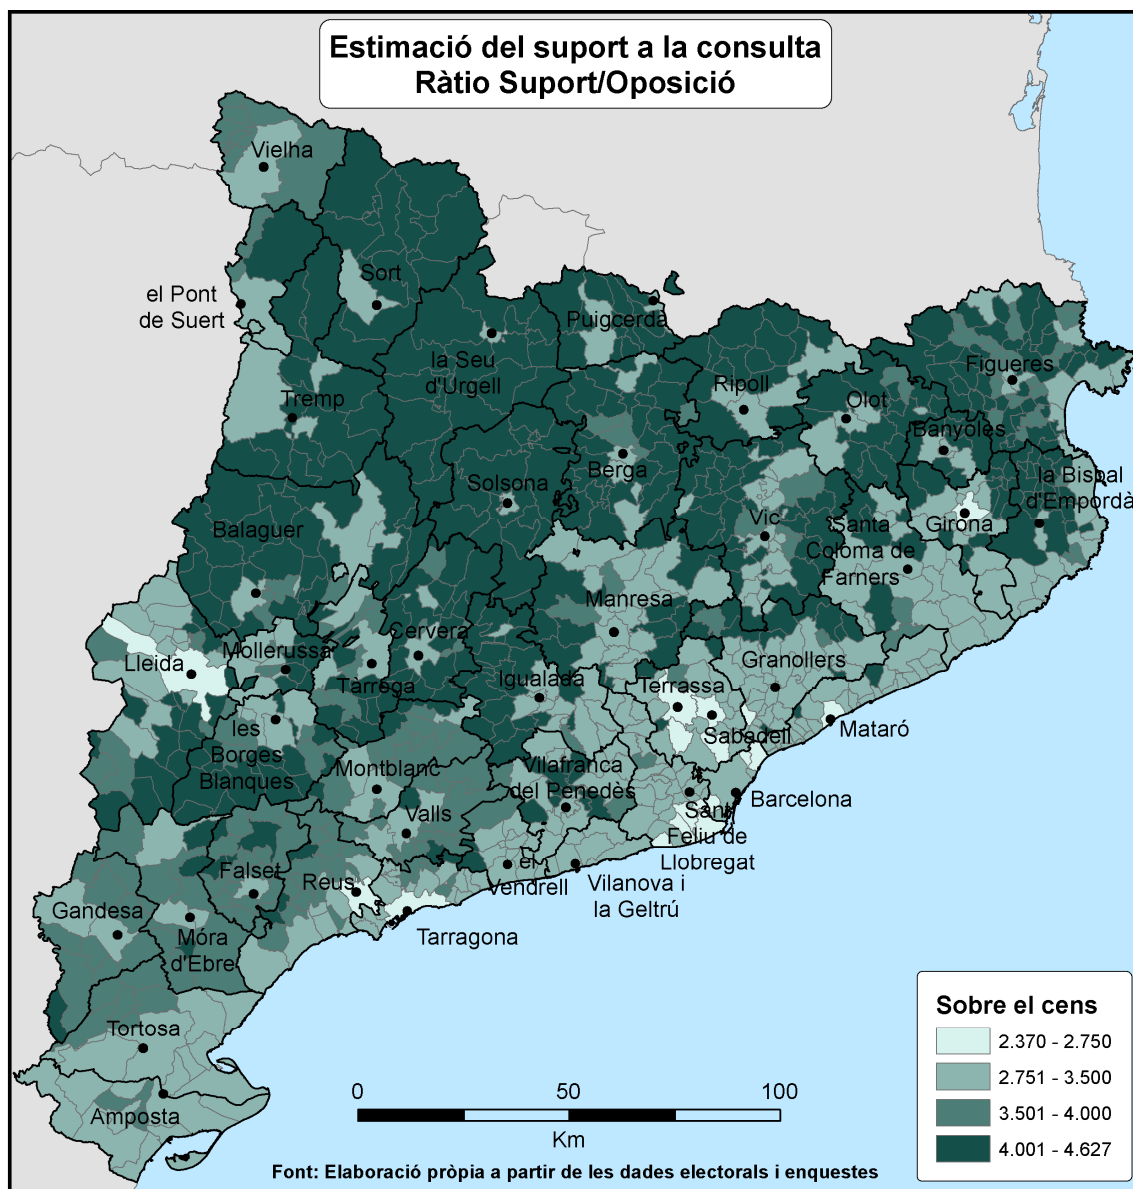 Estimació del suport a la consulta
Ràtio Suport/Oposició
Vielha
Sort
el Pont
de Suert
Puigcerdà
la Seu
d'Urgell
Tremp
Ripoll
Olot
Figueres
Banyoles
Berga
Solsona
la Bisbal
d'Empordà
Balaguer
Vic
Santa
Coloma de
Farners
Girona
Manresa
Cervera
Mollerussa
Lleida
Tàrrega
Igualada
Granollers
Terrassa
Sabadell
Mataró
les
Borges
Blanques
Montblanc
Vilafranca
del Penedès
Barcelona
Sant
Feliu de
Llobregat
Valls
el
Vendrell
Vilanova i
la Geltrú
Falset
Reus
Tarragona
Gandesa
Móra
d'Ebre
Tortosa
Amposta
Sobre el cens
2.370 - 2.750
2.751 - 3.500
3.501 - 4.000
4.001 - 4.627
0 50 100
Km
Font: Elaboració pròpia a partir de les dades electorals i enquestes